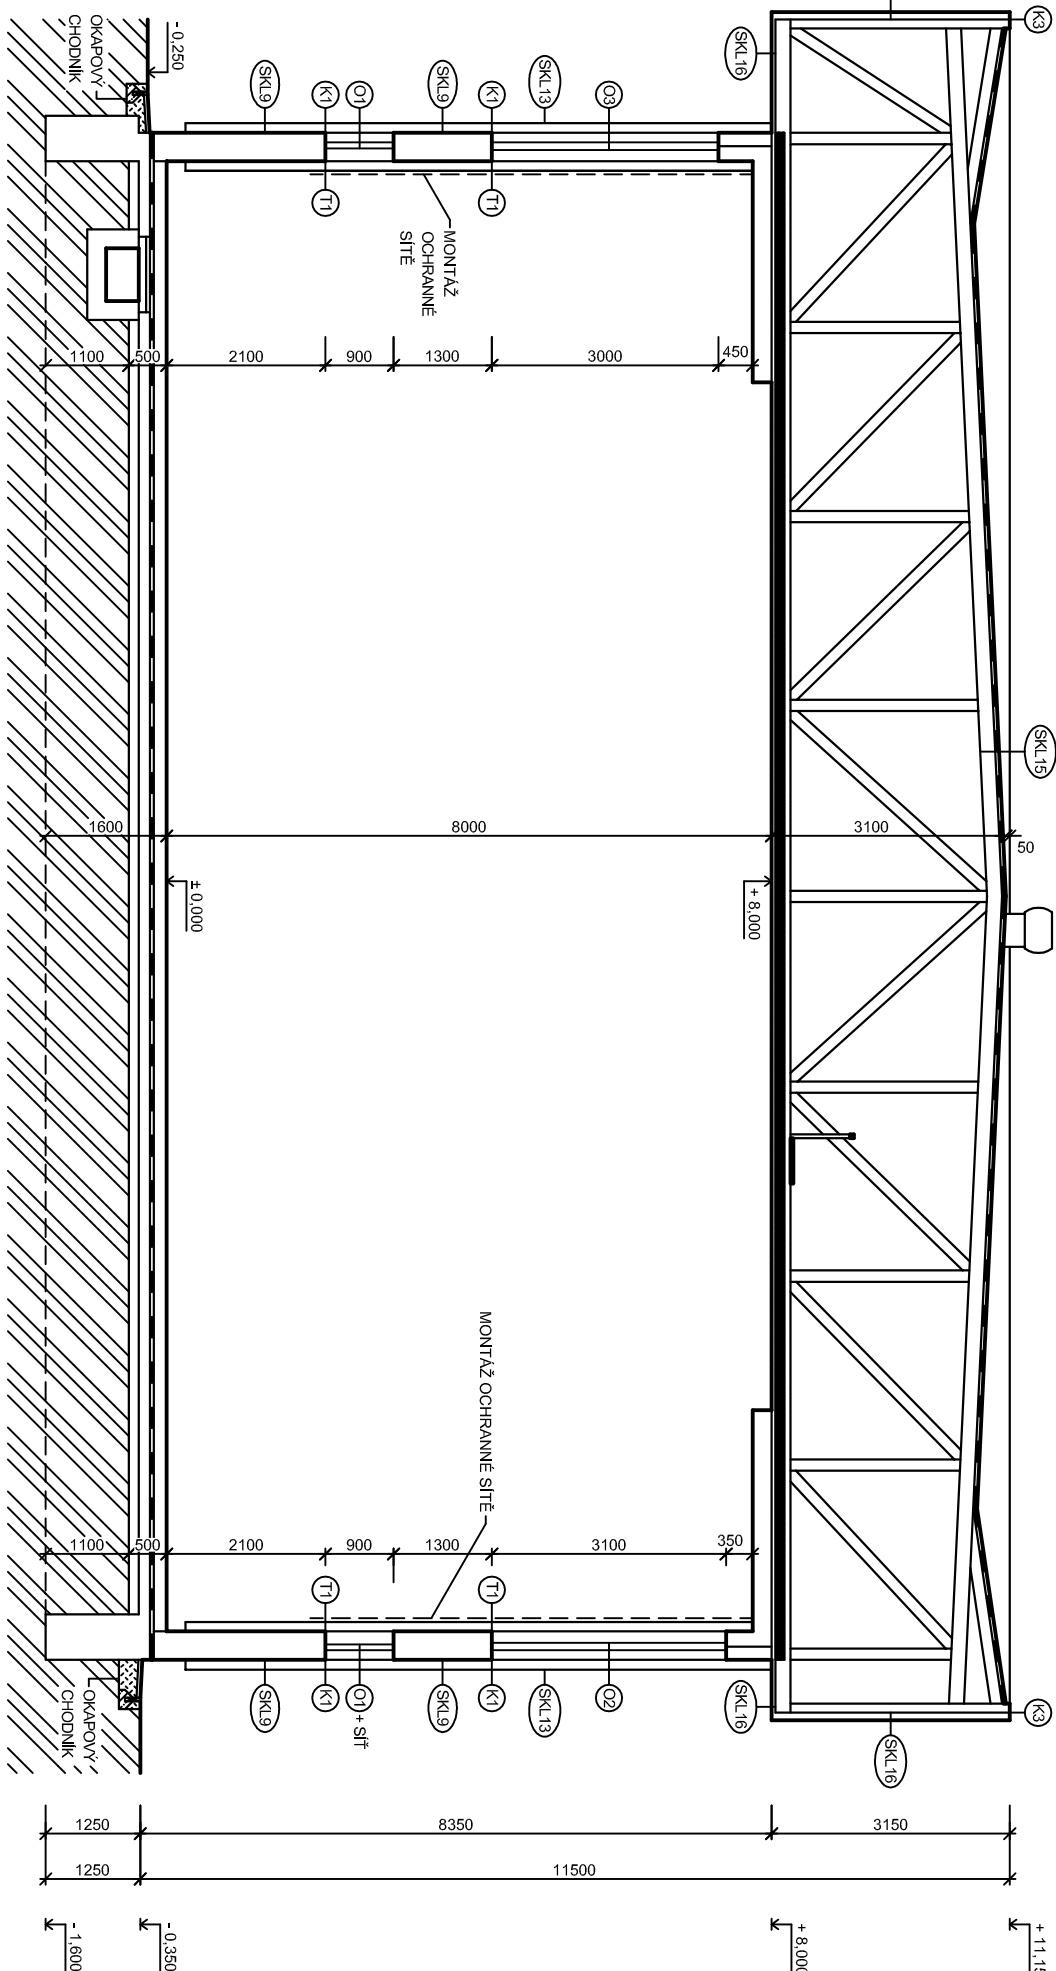 K3
SKL16
- 0,250
OKAPOVÝ
CHODNÍK
SKL9
K1
O1
SKL9
K1
SKL13
O3
T1
T1
MONTÁŽ
OCHRANNÉ
SÍTĚ
1100
500
2100
900
1300
3000
450
SKL15
1600
8000
3100
50
± 0,000
+ 8,000
MONTÁŽ OCHRANNÉ SÍTĚ
1100
500
2100
900
1300
3100
350
T1
T1
SKL9
K1
O1 + SÍŤ
SKL9
K1
SKL13
O2
SKL16
K3
OKAPOVÝ
CHODNÍK
SKL16
1250
8350
3150
1250
11500
- 1,600
- 0,350
+ 8,000